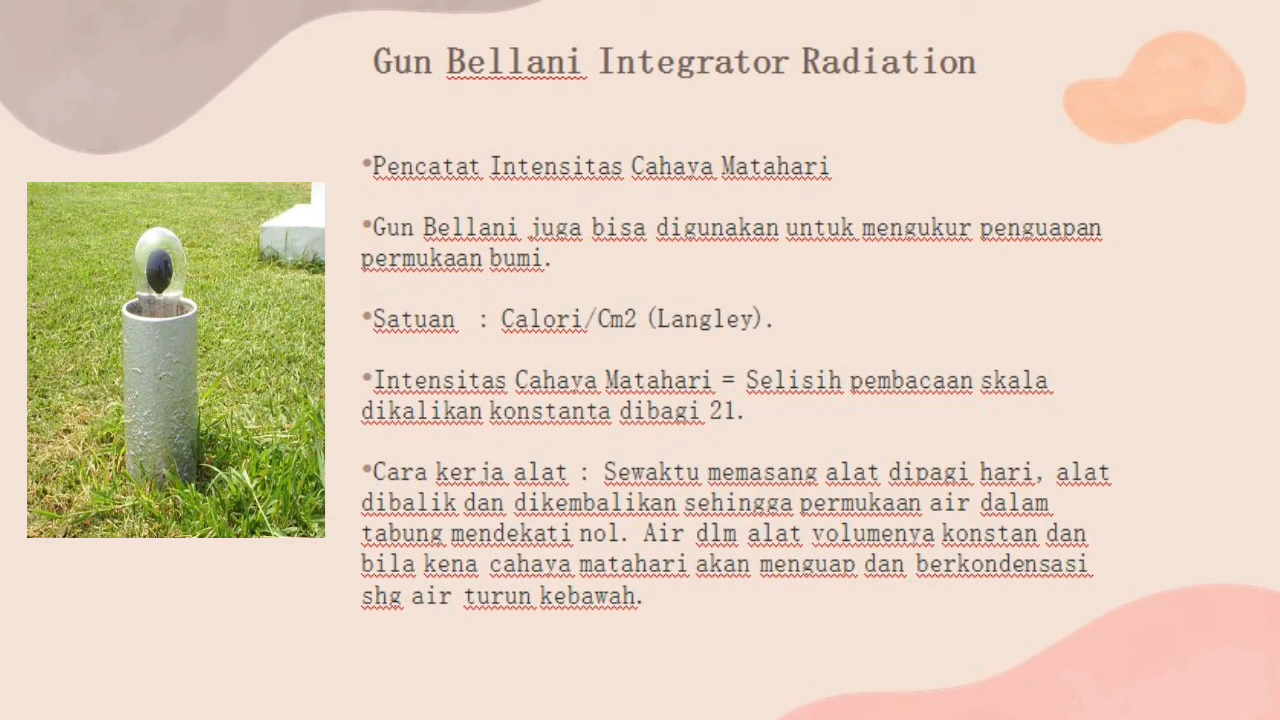 Gun Bellani Integrator Radiation
•Pencatat Intensitas Cahaya Matahari
•Gun Bellani juga bisa digunakan untuk mengukur penguapan
permukaan bumi.
•Satuan : Calori/Cm2 (Langley).
•Intensitas Cahaya Matahari = Selisih pembacaan skala
dikalikan konstanta dibagi 21.
•Cara kerja alat : Sewaktu memasang alat dipagi hari, alat
dibalik dan dikembalikan sehingga permukaan air dalam
tabung mendekati nol. Air dlm alat volumenya konstan dan
bila kena cahaya matahari akan menguap dan berkondensasi
shg air turun kebawah.